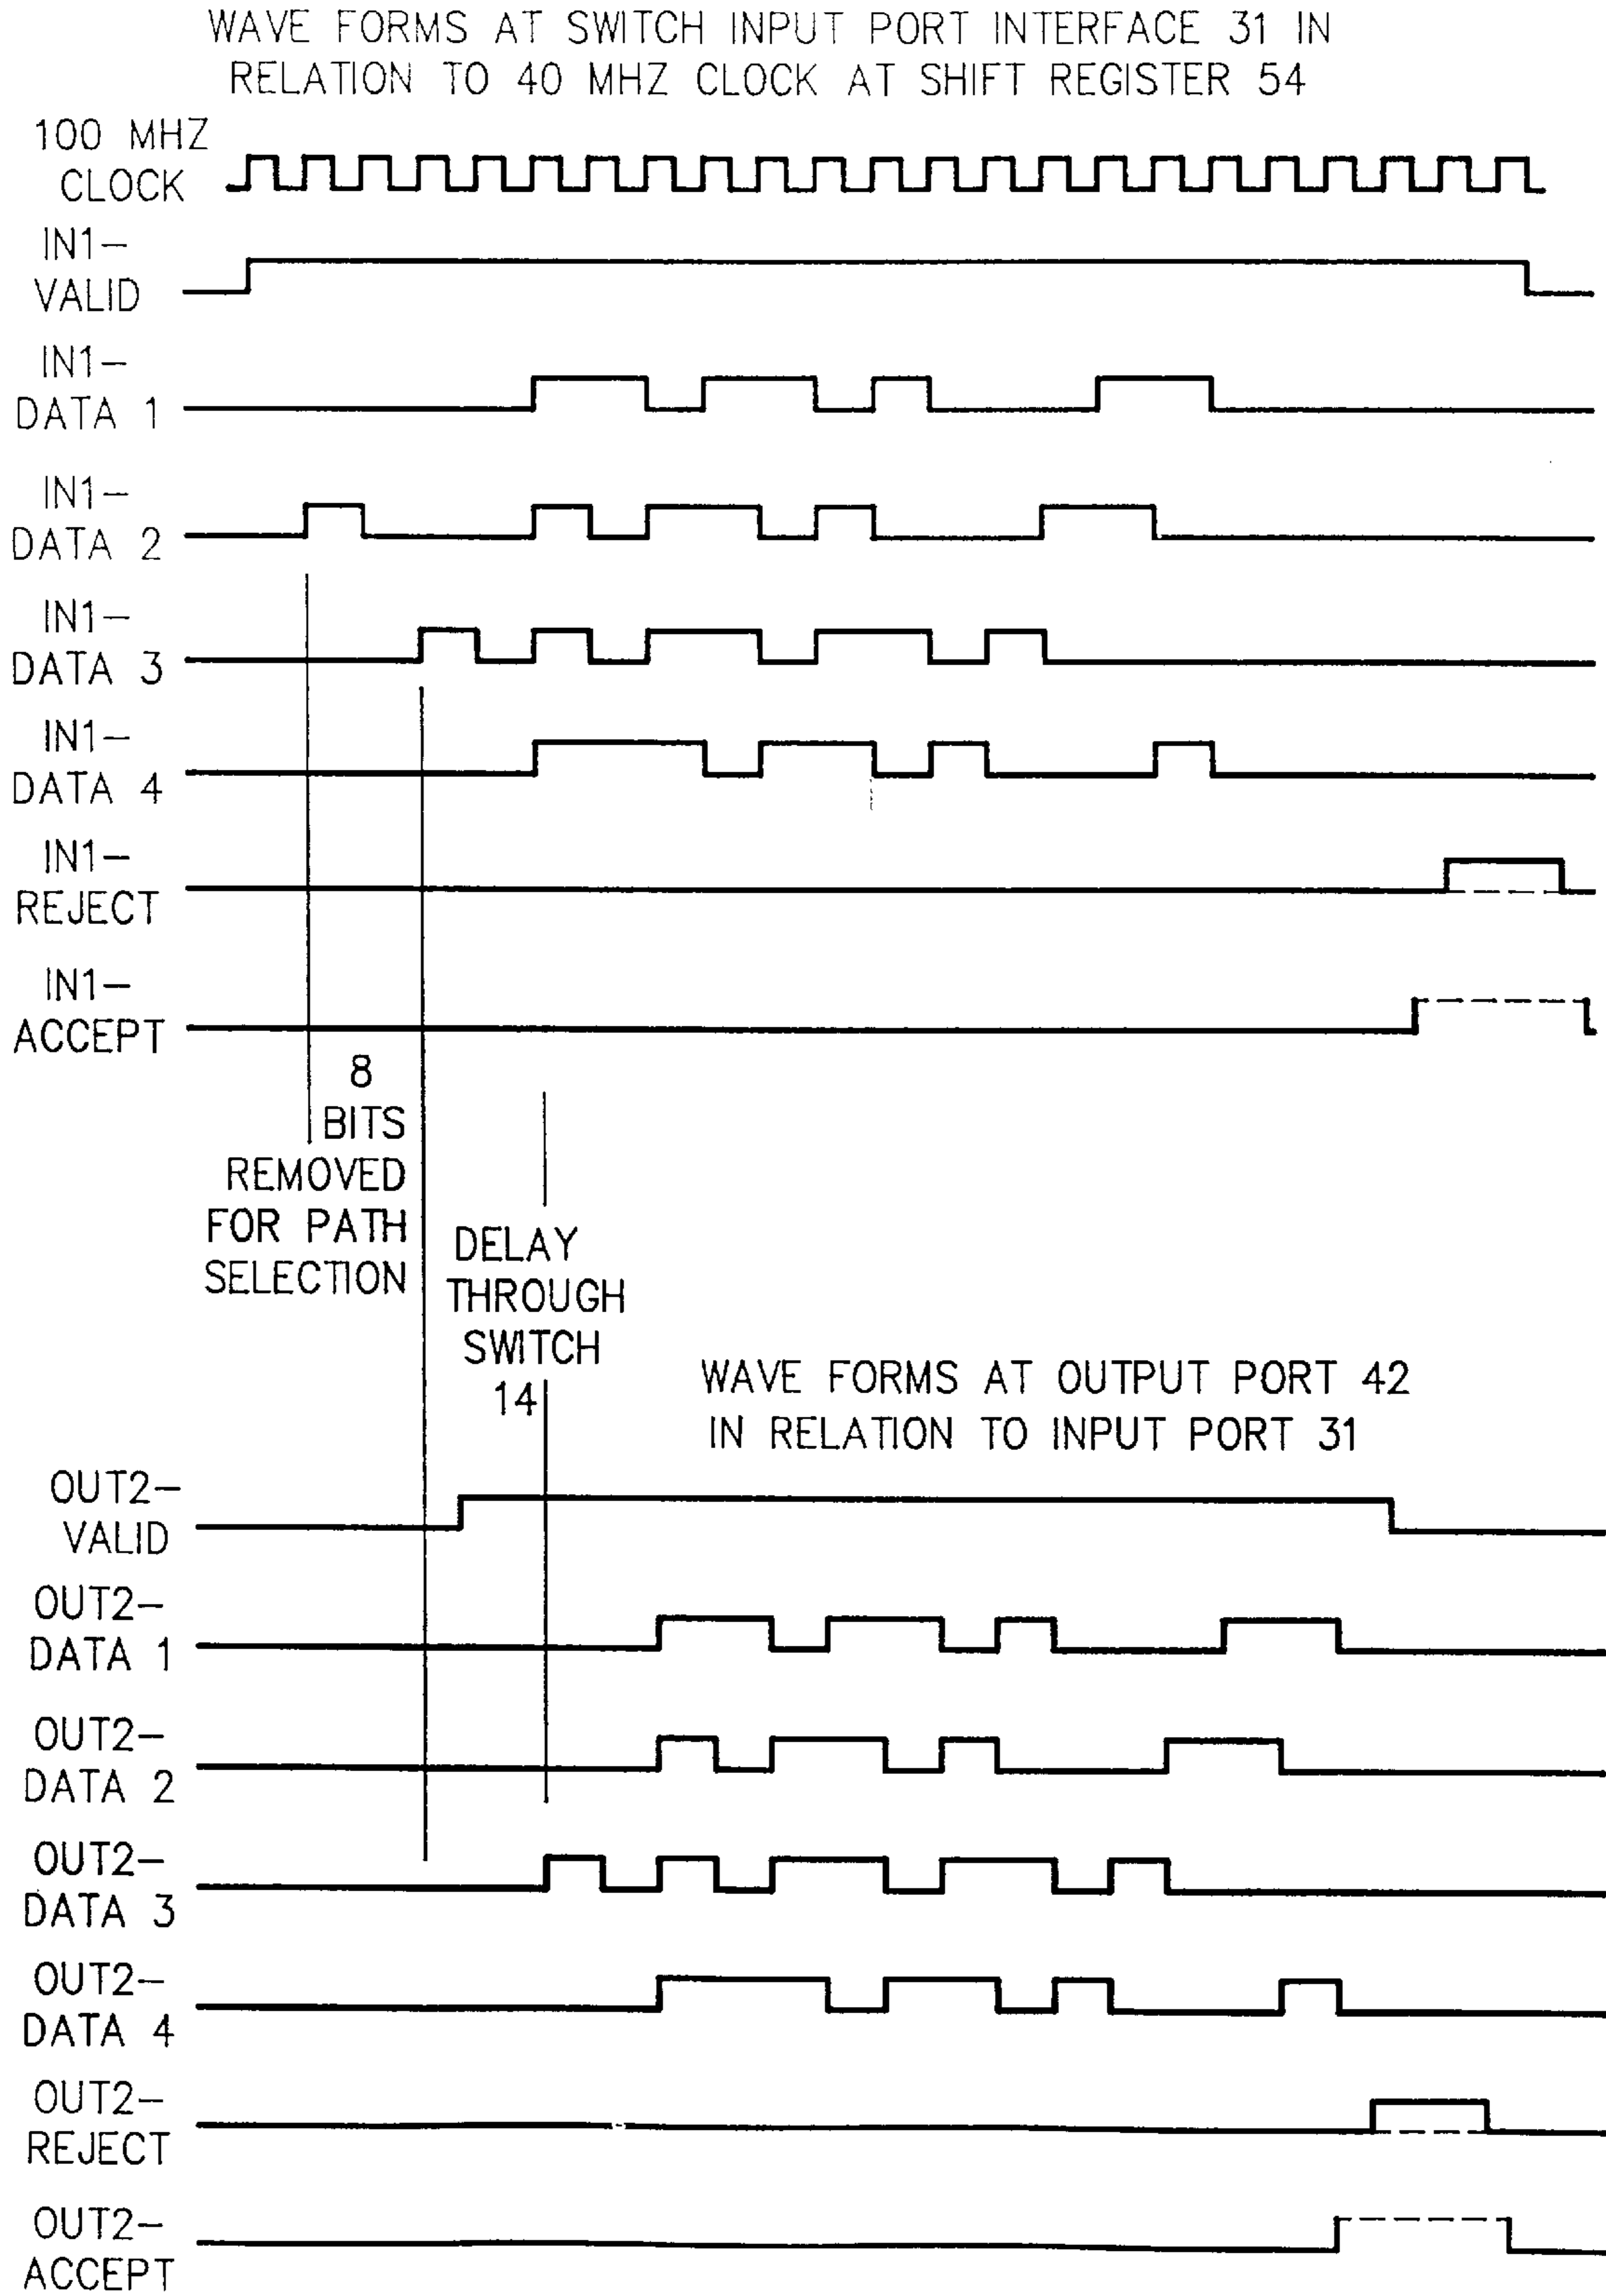 WAVE FORMS AT SWITCH INPUT PORT INTERFACE 31 IN
RELATION TO 40 MHZ CLOCK AT SHIFT REGISTER 54
100 MHZ
CLOCK
IN1-
VALID
IN1-
DATA 1
IN1-
DATA 2
IN1-
DATA 3
IN1-
DATA 4
IN1-
REJECT
IN1-
ACCEPT
8
BITS
REMOVED
FOR PATH
SELECTION
DELAY
THROUGH
SWITCH
14
WAVE FORMS AT OUTPUT PORT 42
IN RELATION TO INPUT PORT 31
OUT2-
VALID
OUT2-
DATA 1
OUT2-
DATA 2
OUT2-
DATA 3
OUT2-
DATA 4
OUT2-
REJECT
OUT2-
ACCEPT